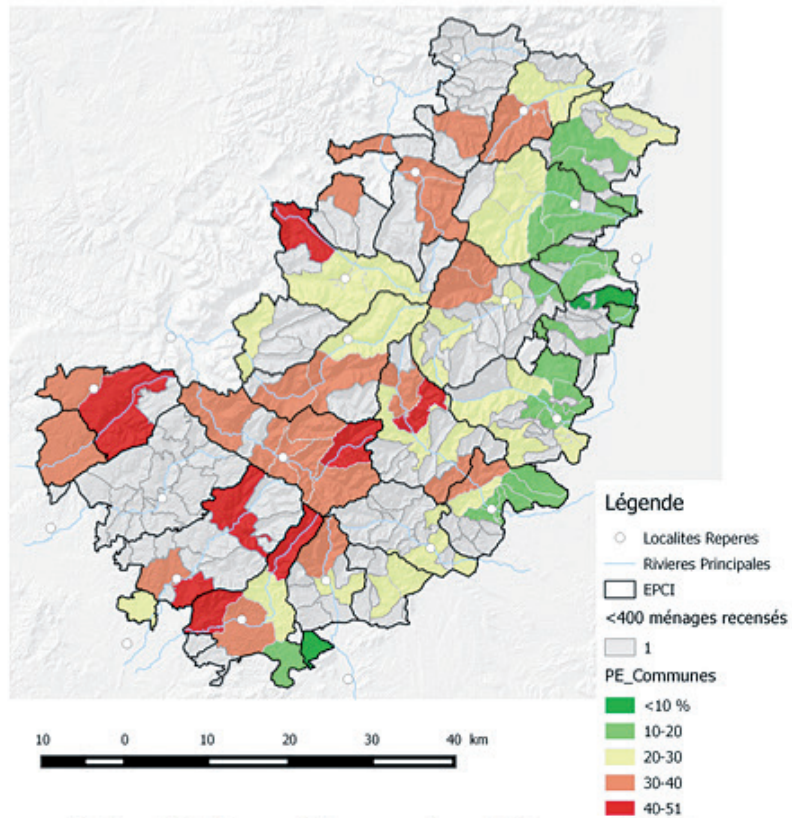 Légende
Localites Reperes
Rivieres Principales
EPCI
<400 ménages recensés
1
PE_Communes
<10 %
10-20
20-30
30-40
40-51
10 0 10 20 30 40 km